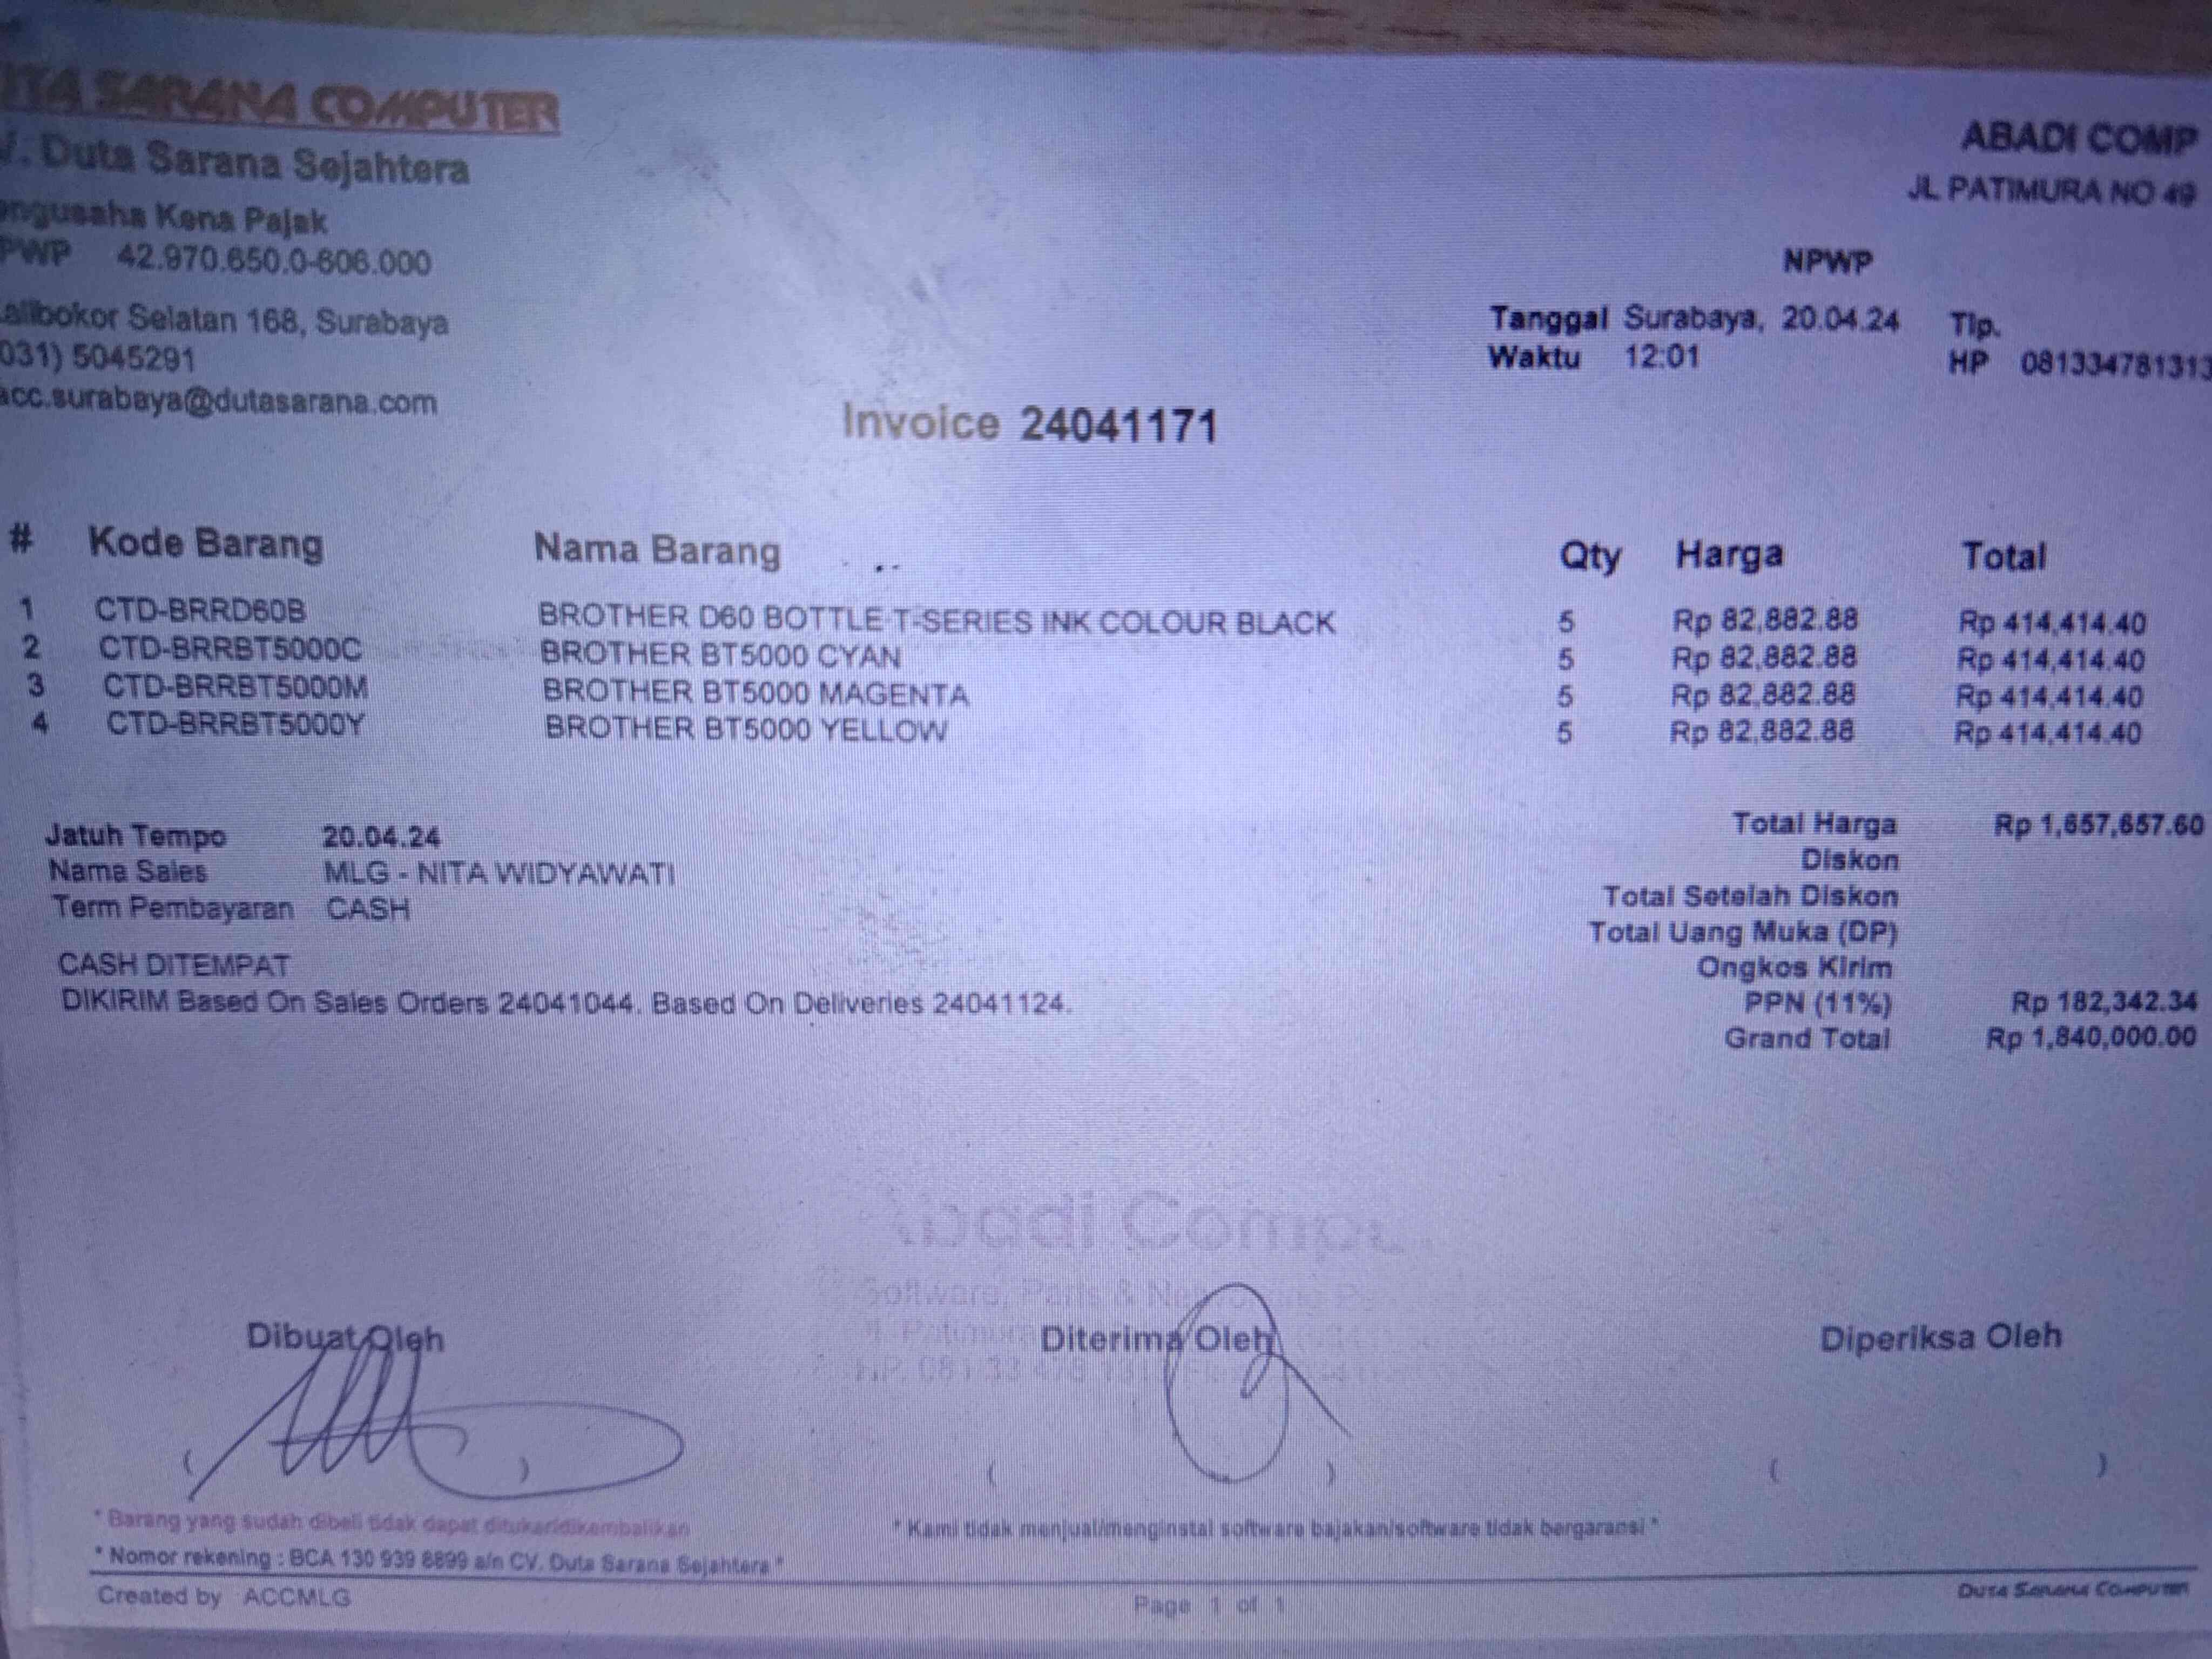 SARANA COMPUTER
Duta Sarana Sejahtera
Kena Pajak
42.970.650.0-606.000
Selatan 168, Surabaya
031) 5045291
acc.surabaya@dutasarana.com
ABADI COMP
JL PATIMURA NO 49
NPWP
Tanggal Surabaya, 20.04.24 Tlp.
Waktu 12:01 HP 081334781313
Invoice 24041171
# Kode Barang Nama Barang Qty Harga Total
1 CTD-BRRD60B BROTHER D60 BOTTLE T-SERIES INK COLOUR BLACK 5 Rp 82,882.88 Rp 414,414.40
2 CTD-BRRBT5000C BROTHER BT5000 CYAN 5 Rp 82,882.88 Rp 414,414.40
3 CTD-BRRBT5000M BROTHER BT5000 MAGENTA 5 Rp 82,882.88 Rp 414,414.40
4 CTD-BRRBT5000Y BROTHER BT5000 YELLOW 5 Rp 82,882.88 Rp 414,414.40
Jatuh Tempo 20.04.24
Nama Sales MLG - NITA WIDYAWATI
Term Pembayaran CASH
CASH DITEMPAT
DIKIRIM Based On Sales Orders 24041044. Based On Deliveries 24041124.
Total Harga Rp 1,657,657.60
Diskon
Total Setelah Diskon
Total Uang Muka (DP)
Ongkos Kirim
PPN (11%) Rp 182,342.34
Grand Total Rp 1,840,000.00
Dibuat Oleh Diterima Oleh Diperiksa Oleh
( ) ( ) ( )
* Barang yang sudah dibeli tidak dapat ditukar/dikembalikan
* Kami tidak menjual/menginstal software bajakan/software tidak bergaransi *
* Nomor rekening : BCA 130 939 8899 a/n CV. Duta Sarana Sejahtera *
Created by ACCMLG Page 1 of 1 DUTA SARANA COMPUTER